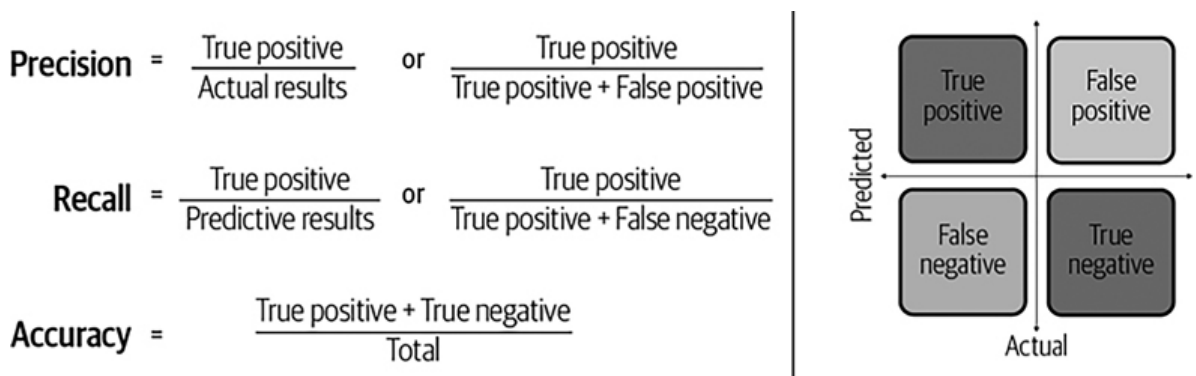 Precision = True positive / Actual results or True positive / True positive + False positive
Recall = True positive / Predictive results or True positive / True positive + False negative
Accuracy = True positive + True negative / Total
Predicted
True positive
False positive
False negative
True negative
Actual